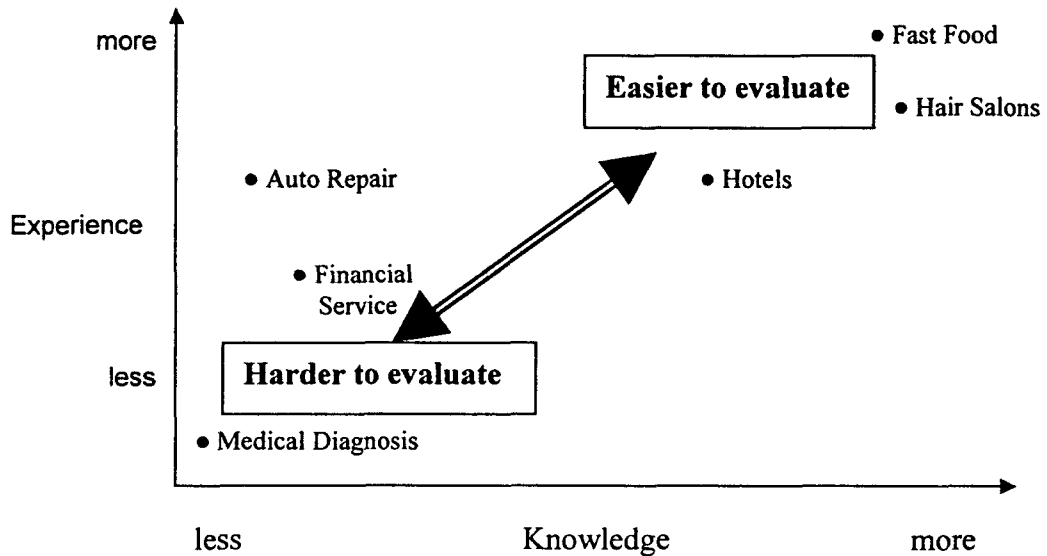 more
• Fast Food
Easier to evaluate
• Hair Salons
• Auto Repair
• Hotels
Experience
• Financial
Service
less
Harder to evaluate
• Medical Diagnosis
less
Knowledge
more